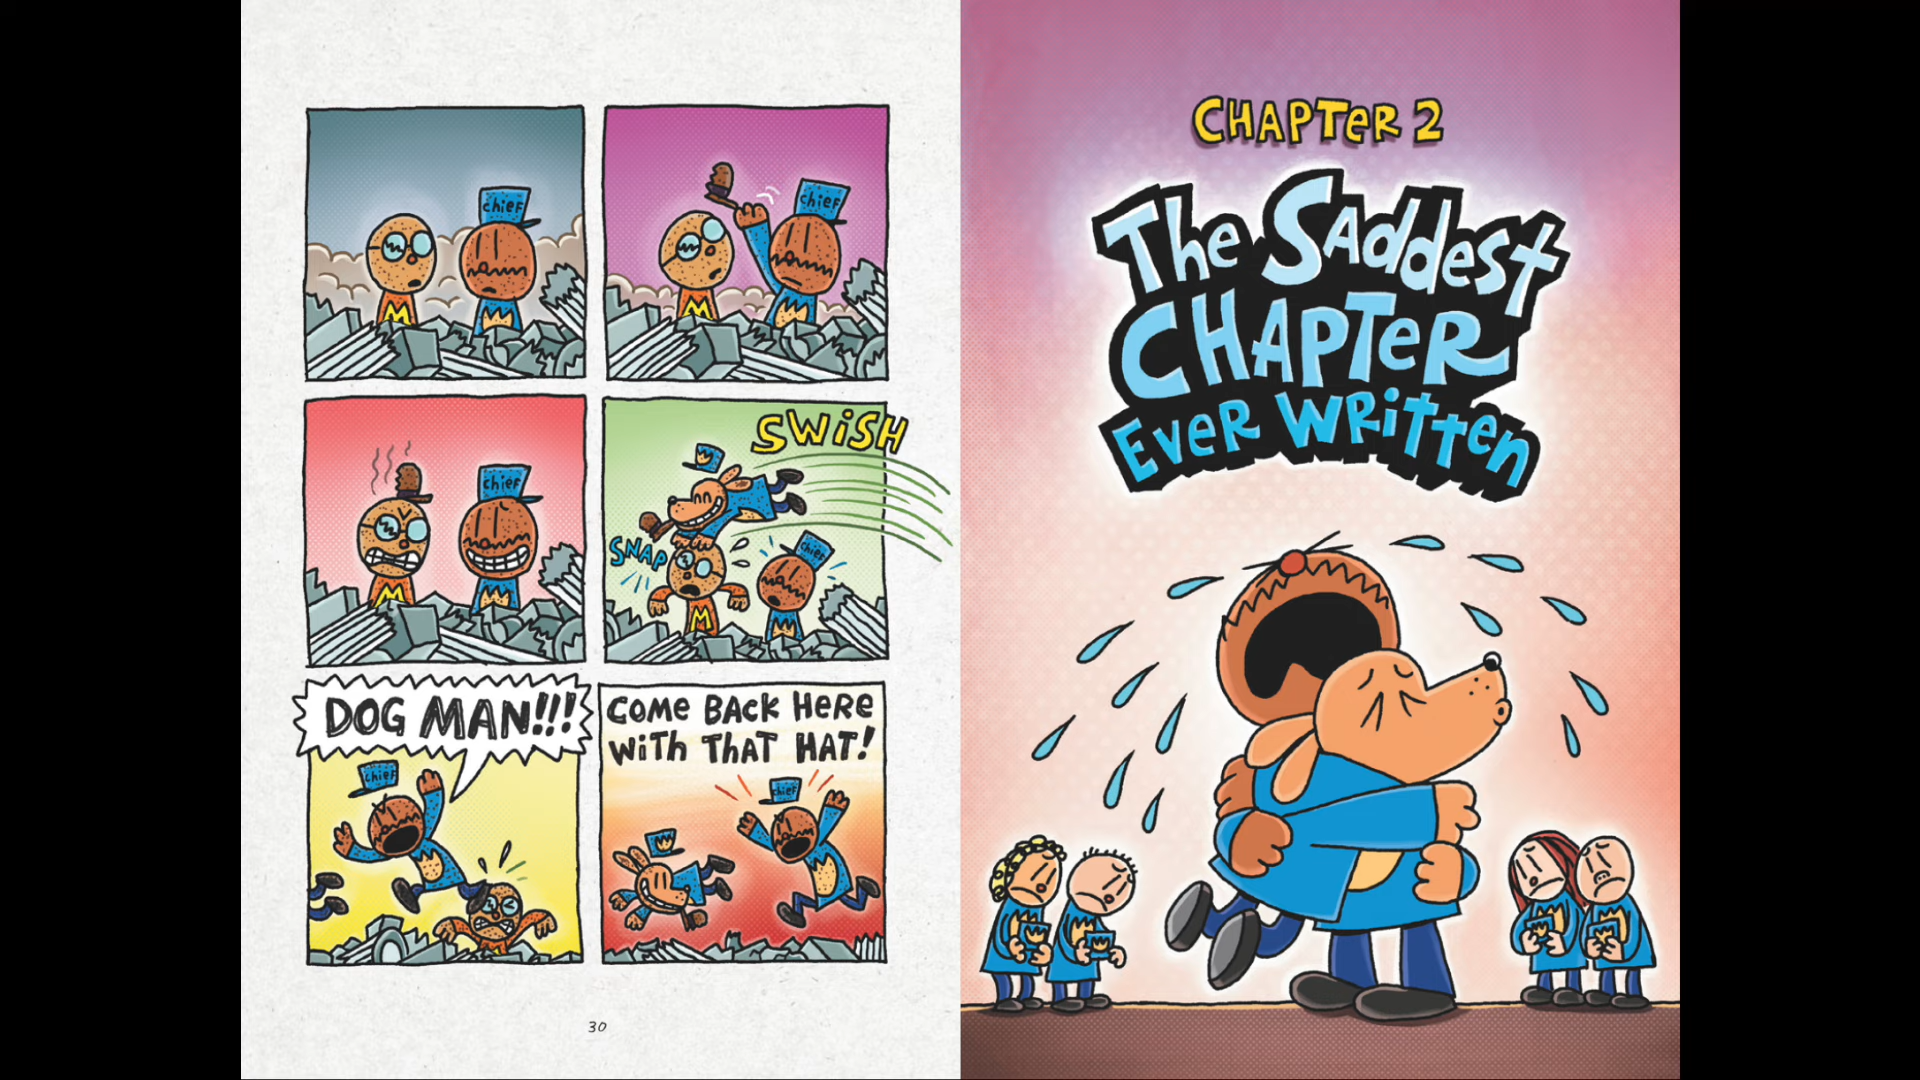 chief
chief
M
M
chief
M
SWiSH
SNAP
chief
M
DOG MAN!!!
chief
M
COMe BACK HeRe
WiTh ThAT HAT!
chief
30
CHAPTeR 2
The SAddesT
CHAPTeR
EveR WRiTTen